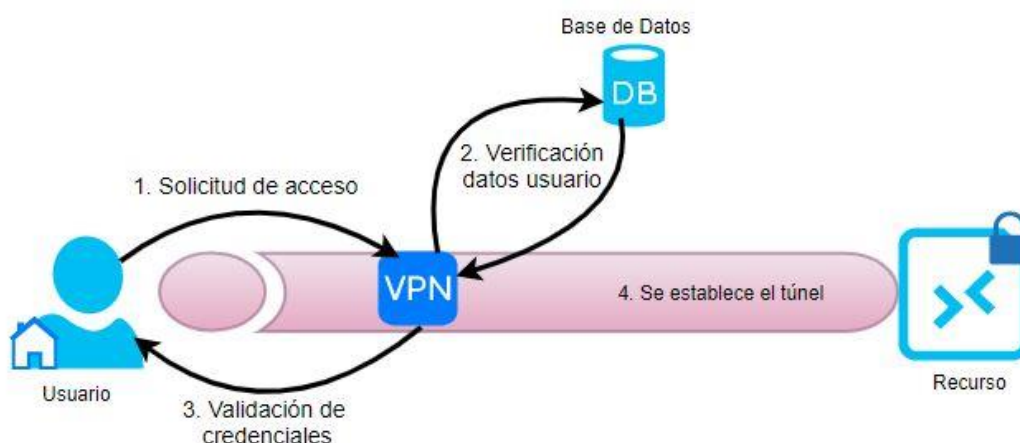 Base de Datos
DB
2. Verificación
datos usuario
1. Solicitud de acceso
VPN
4. Se establece el túnel
Usuario
Recurso
3. Validación de
credenciales